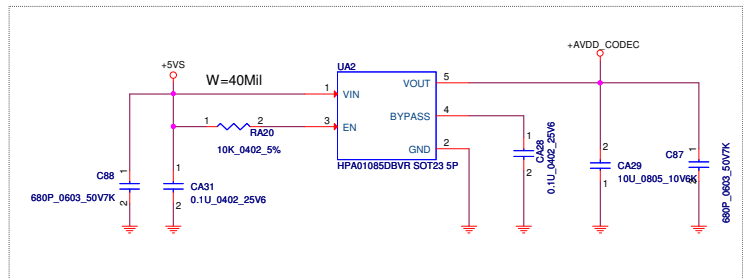 +AVDD_CODEC
+5VS
W=40Mil
UA2
1
VIN
VOUT
5
BYPASS
4
1
2
RA20
10K_0402_5%
3
EN
GND
2
HPA01085DBVR SOT23 5P
C88
1
2
680P_0603_50V7K
1
2
CA31
0.1U_0402_25V6
1
2
CA28
0.1U_0402_25V6
2
1
CA29
10U_0805_10V6K
C87
1
2
680P_0603_50V7K